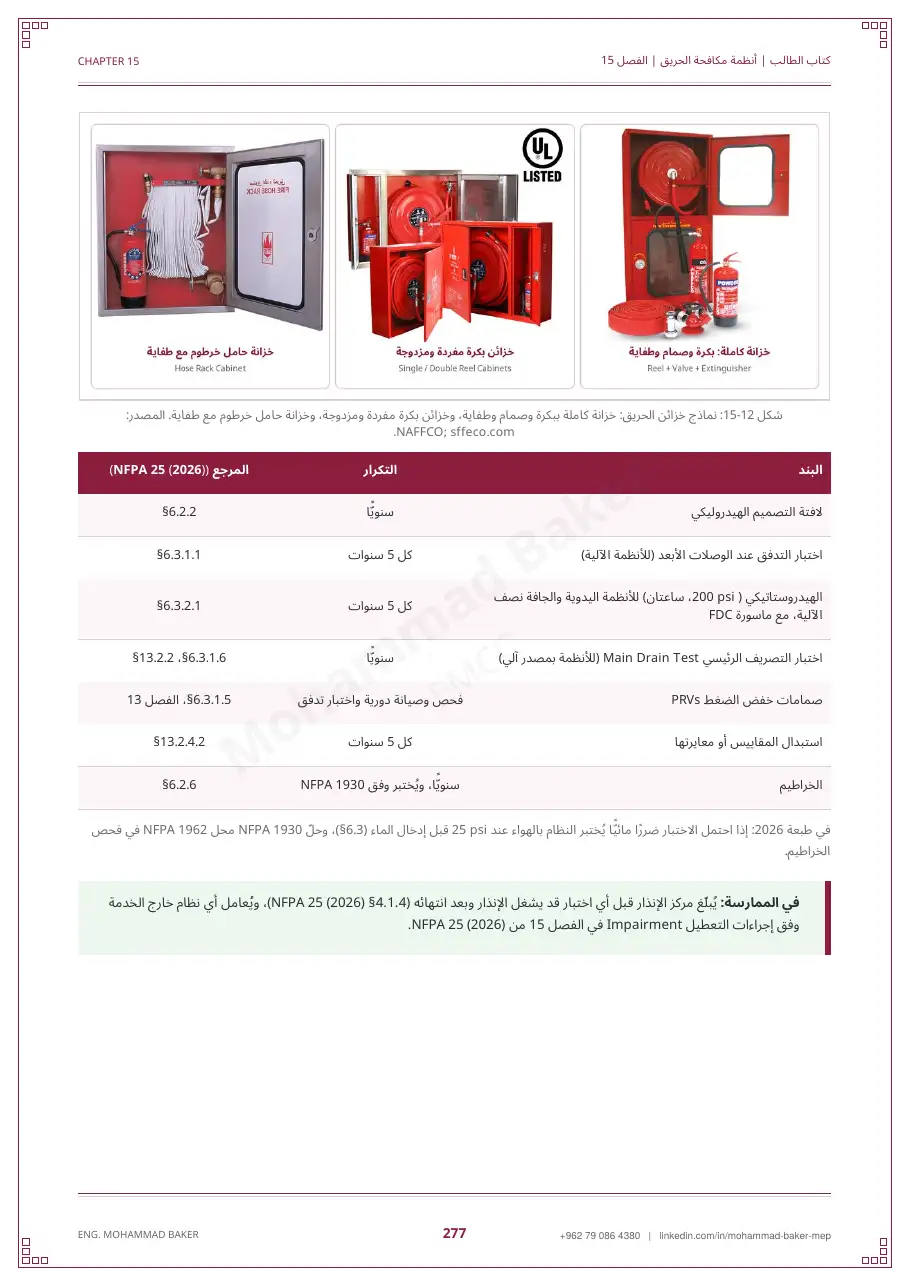 كتاب الطالب | أنظمة مكافحة الحريق | الفصل 15
CHAPTER 15
UL
LISTED
FIRE HOSE RACK
POWDER
خزانة كاملة: بكرة وصمام وطفاية
Reel + Valve + Extinguisher
خزائن بكرة مفردة ومزدوجة
Single / Double Reel Cabinets
خزانة حامل خرطوم مع طفاية
Hose Rack Cabinet
شكل 12-15: نماذج خزائن الحريق: خزانة كاملة ببكرة وصمام وطفاية، وخزائن بكرة مفردة ومزدوجة، وخزانة حامل خرطوم مع طفاية. المصدر:
NAFFCO; sffeco.com.
البند التكرار المرجع (NFPA 25 (2026))
لافتة التصميم الهيدروليكي سنويًّا §6.2.2
اختبار التدفق عند الوصلات الأبعد (للأنظمة الآلية) كل 5 سنوات §6.3.1.1
الهيدروستاتيكي ( 200 psi، ساعتان) للأنظمة اليدوية والجافة نصف
الآلية، مع ماسورة FDC كل 5 سنوات §6.3.2.1
اختبار التصريف الرئيسي Main Drain Test (للأنظمة بمصدر آلي) سنويًّا §6.3.1.6، §13.2.2
صمامات خفض الضغط PRVs فحص وصيانة دورية واختبار تدفق §6.3.1.5، الفصل 13
استبدال المقاييس أو معايرتها كل 5 سنوات §13.2.4.2
الخراطيم سنويًّا، ويُختبر وفق NFPA 1930 §6.2.6
Mohammad Baker
في طبعة 2026: إذا احتمل الاختبار ضررًا مائيًّا يُختبر النظام بالهواء عند 25 psi قبل إدخال الماء (§6.3)، وحلّ NFPA 1930 محل NFPA 1962 في فحص
الخراطيم.
في الممارسة: يُبلّغ مركز الإنذار قبل أي اختبار قد يشغل الإنذار وبعد انتهائه (NFPA 25 (2026) §4.1.4)، ويُعامل أي نظام خارج الخدمة
وفق إجراءات التعطيل Impairment في الفصل 15 من NFPA 25 (2026).
ENG. MOHAMMAD BAKER
277
+962 79 086 4380 | linkedin.com/in/mohammad-baker-mep